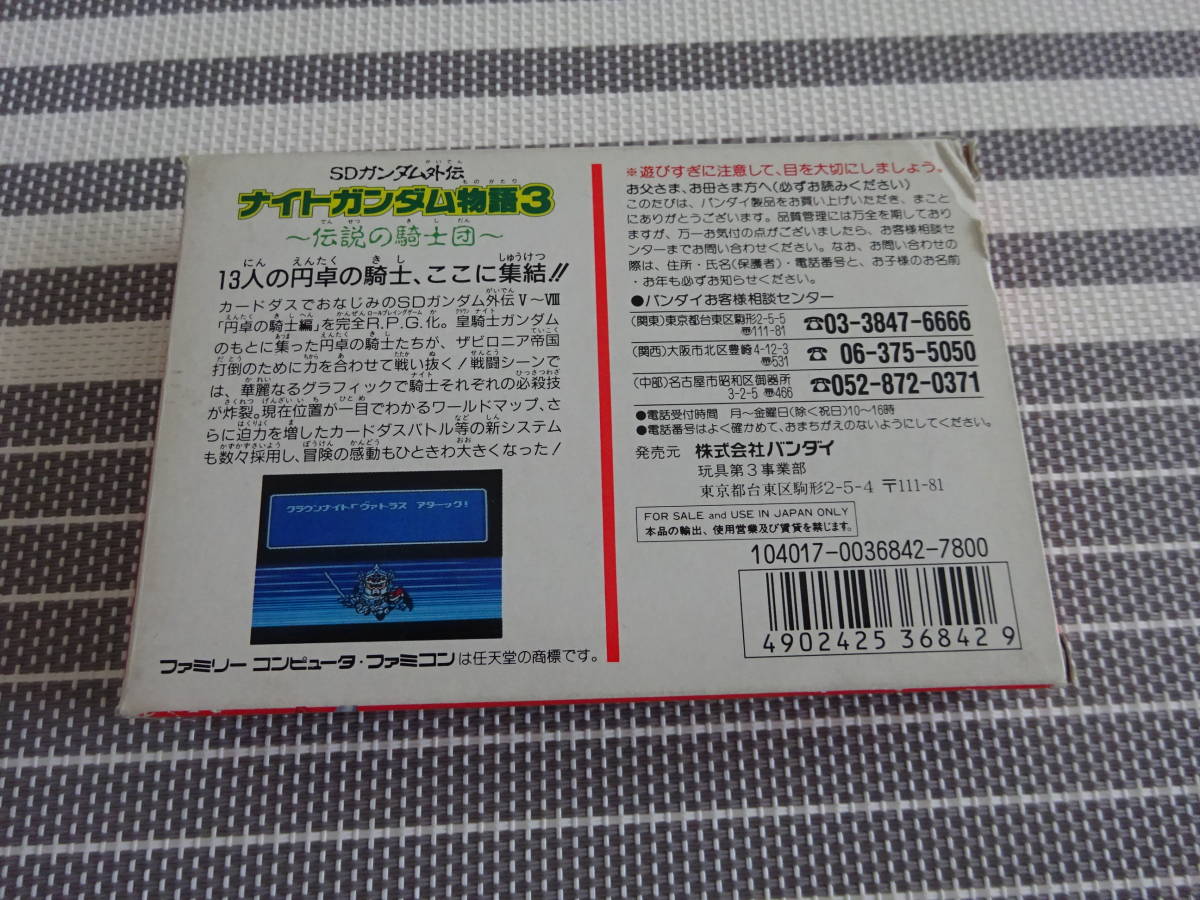 SDガンダム外伝
ナイトガンダム物語3
～伝説の騎士団～
13人の円卓の騎士、ここに集結!!
カードダスでおなじみのSDガンダム外伝Ⅴ～Ⅷ
「円卓の騎士編」を完全R.P.G.化。皇騎士ガンダム
のもとに集った円卓の騎士たちが、ザビロニア帝国
打倒のために力を合わせて戦い抜く！戦闘シーンで
は、華麗なるグラフィックで騎士それぞれの必殺技
が炸裂。現在位置が一目でわかるワールドマップ、さ
らに迫力を増したカードダスバトル等の新システム
も数々採用し、冒険の感動もひときわ大きくなった！
クラウンナイトΓヴァトラス アターック！
ファミリー コンピュータ・ファミコンは任天堂の商標です。
※遊びすぎに注意して、目を大切にしましょう。
お父さま、お母さま方へ(必ずお読みください)
このたびは、バンダイ製品をお買い上げいただき、まこと
にありがとうございます。品質管理には万全を期しており
ますが、万一お気付の点がございましたら、お客様相談セ
ンターまでお問い合わせください。なお、お問い合わせの
際は、住所・氏名(保護者)・電話番号と、お子様のお名前
・お年も必ずお知らせください。
●バンダイお客様相談センター
(関東)東京都台東区駒形2-5-5 〒111-81 ☎03-3847-6666
(関西)大阪市北区豊崎4-12-3 〒531 ☎ 06-375-5050
(中部)名古屋市昭和区御器所3-2-5 〒466 ☎052-872-0371
●電話受付時間 月～金曜日(除く祝日)10～16時
●電話番号はよく確かめて、おまちがえのないようにしてください。
発売元 株式会社バンダイ
玩具第3事業部
東京都台東区駒形2-5-4 〒111-81
FOR SALE and USE IN JAPAN ONLY
本品の輸出、使用営業及び賃貸を禁じます。
104017-0036842-7800
4902425 368429